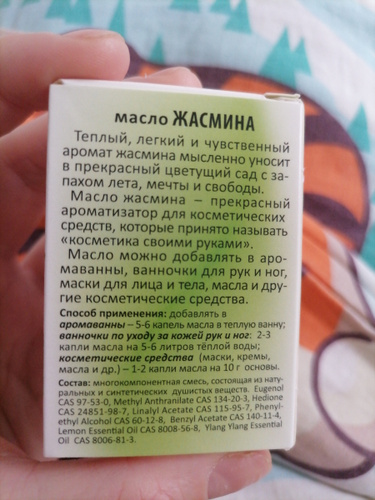 масло ЖАСМИНА
Теплый, легкий и чувственный
аромат жасмина мысленно уносит
в прекрасный цветущий сад с за-
пахом лета, мечты и свободы.
Масло жасмина – прекрасный
ароматизатор для косметических
средств, которые принято называть
«косметика своими руками».
Масло можно добавлять в аро-
маванны, ванночки для рук и ног,
маски для лица и тела, масла и дру-
гие косметические средства.
Способ применения: добавлять в
аромаванны – 5-6 капель масла в теплую ванну;
ванночки по уходу за кожей рук и ног: 2-3
капли масла на 5-6 литров тёплой воды;
косметические средства (маски, кремы,
масла и др.) – 1-2 капли масла на 10 г основы.
Состав: многокомпонентная смесь, состоящая из нату-
ральных и синтетических душистых веществ. Eugenol
CAS 97-53-0, Methyl Anthranilate CAS 134-20-3, Hedione
CAS 24851-98-7, Linalyl Acetate CAS 115-95-7, Phenyl-
ethyl Alcohol CAS 60-12-8, Benzyl Acetate CAS 140-11-4,
Lemon Essential Oil CAS 8008-56-8, Ylang Ylang Essential
Oil CAS 8006-81-3.